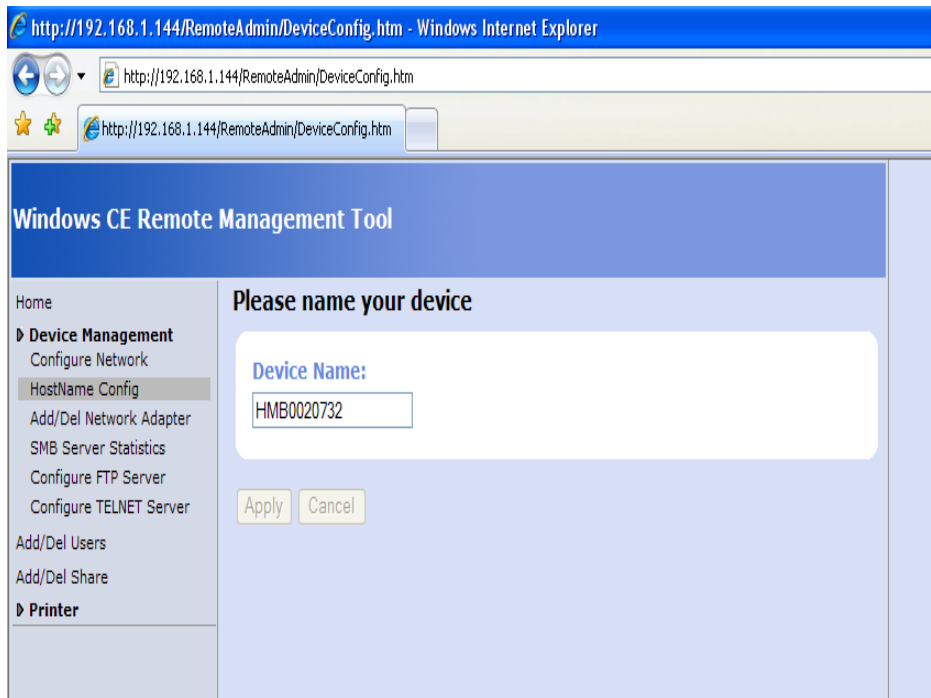 http://192.168.1.144/RemoteAdmin/DeviceConfig.htm - Windows Internet Explorer
http://192.168.1.144/RemoteAdmin/DeviceConfig.htm
http://192.168.1.144/RemoteAdmin/DeviceConfig.htm
Windows CE Remote Management Tool
Home
Device Management
Configure Network
HostName Config
Add/Del Network Adapter
SMB Server Statistics
Configure FTP Server
Configure TELNET Server
Add/Del Users
Add/Del Share
Printer
Please name your device
Device Name:
HMB0020732
Apply Cancel